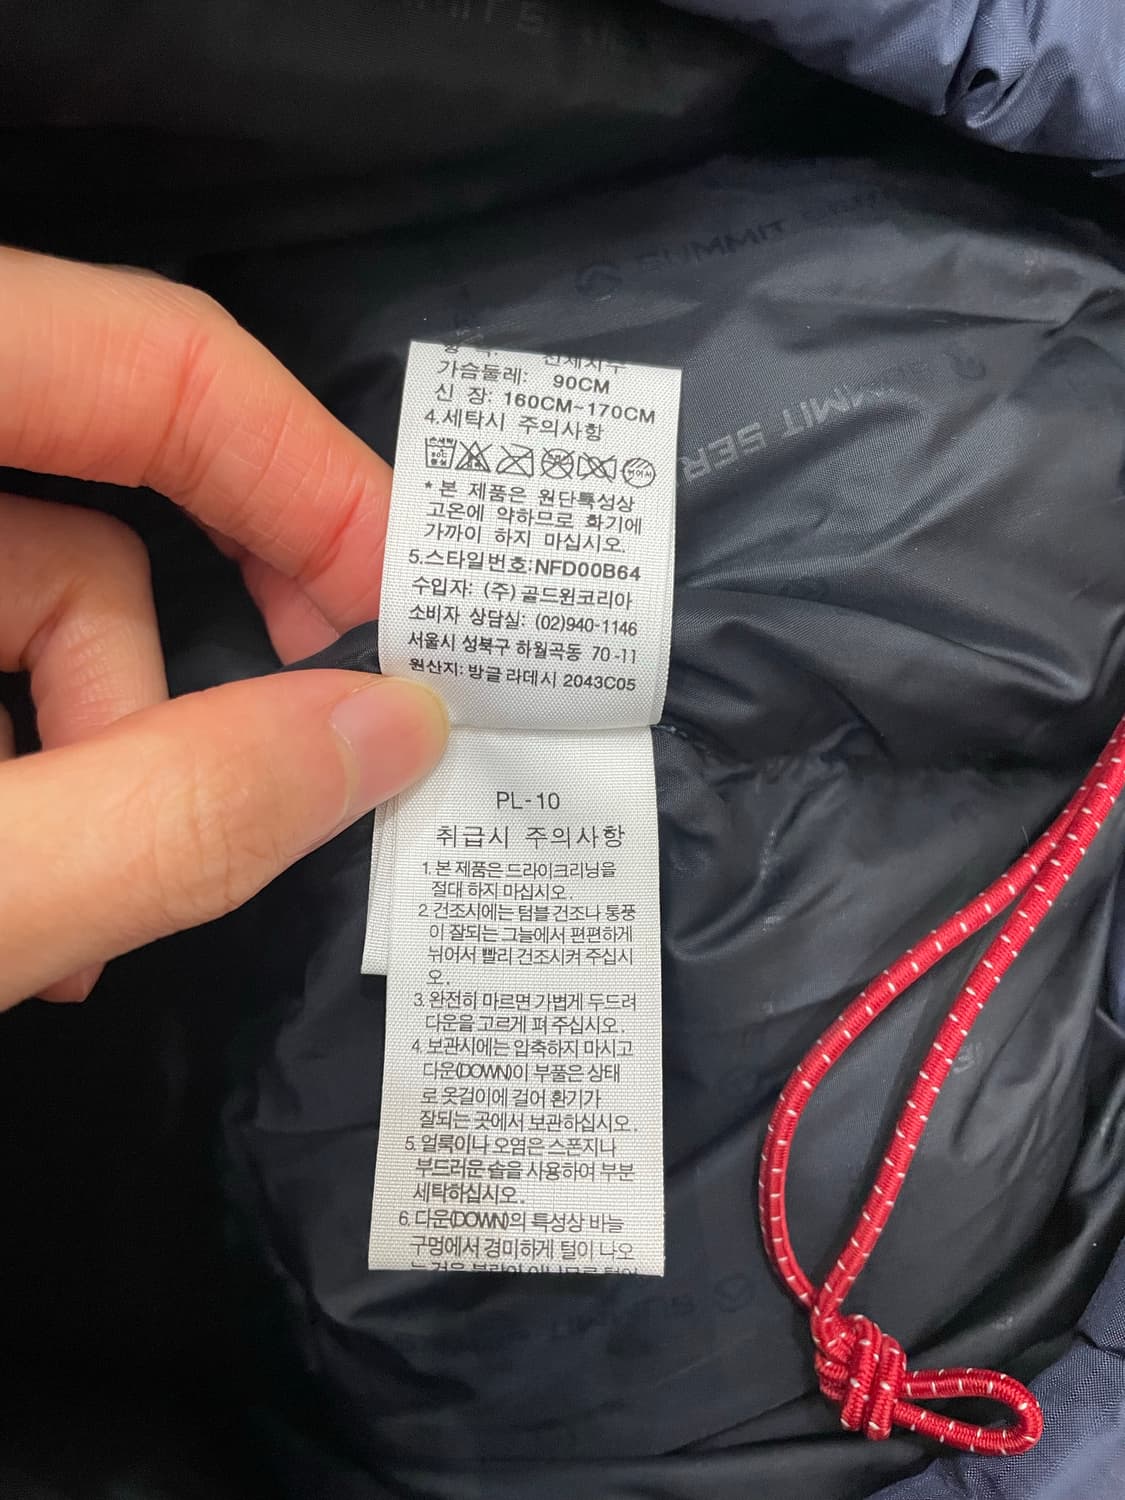 가슴둘레: 90CM
신 장: 160CM~170CM
4.세탁시 주의사항
* 본 제품은 원단특성상
고온에 약하므로 화기에
가까이 하지 마십시오.
5.스타일번호:NFD00B64
수입자: (주)골드윈코리아
소비자 상담실: (02)940-1146
서울시 성북구 하월곡동 70-11
원산지: 방글라데시 2043C05
PL-10
취급시 주의사항
1. 본 제품은 드라이크리닝을
절대 하지 마십시오.
2. 건조시에는 텀블 건조나 통풍
이 잘되는 그늘에서 편편하게
뉘어서 빨리 건조시켜 주십시
오.
3. 완전히 마르면 가볍게 두드려
다운을 고르게 펴 주십시오.
4. 보관시에는 압축하지 마시고
다운(DOWN)이 부풀은 상태
로 옷걸이에 걸어 환기가
잘되는 곳에서 보관하십시오.
5. 얼룩이나 오염은 스폰지나
부드러운 솔을 사용하여 부분
세탁하십시오.
6. 다운(DOWN)의 특성상 바늘
구멍에서 경미하게 털이 나오
SUMMIT
SUMMIT SER